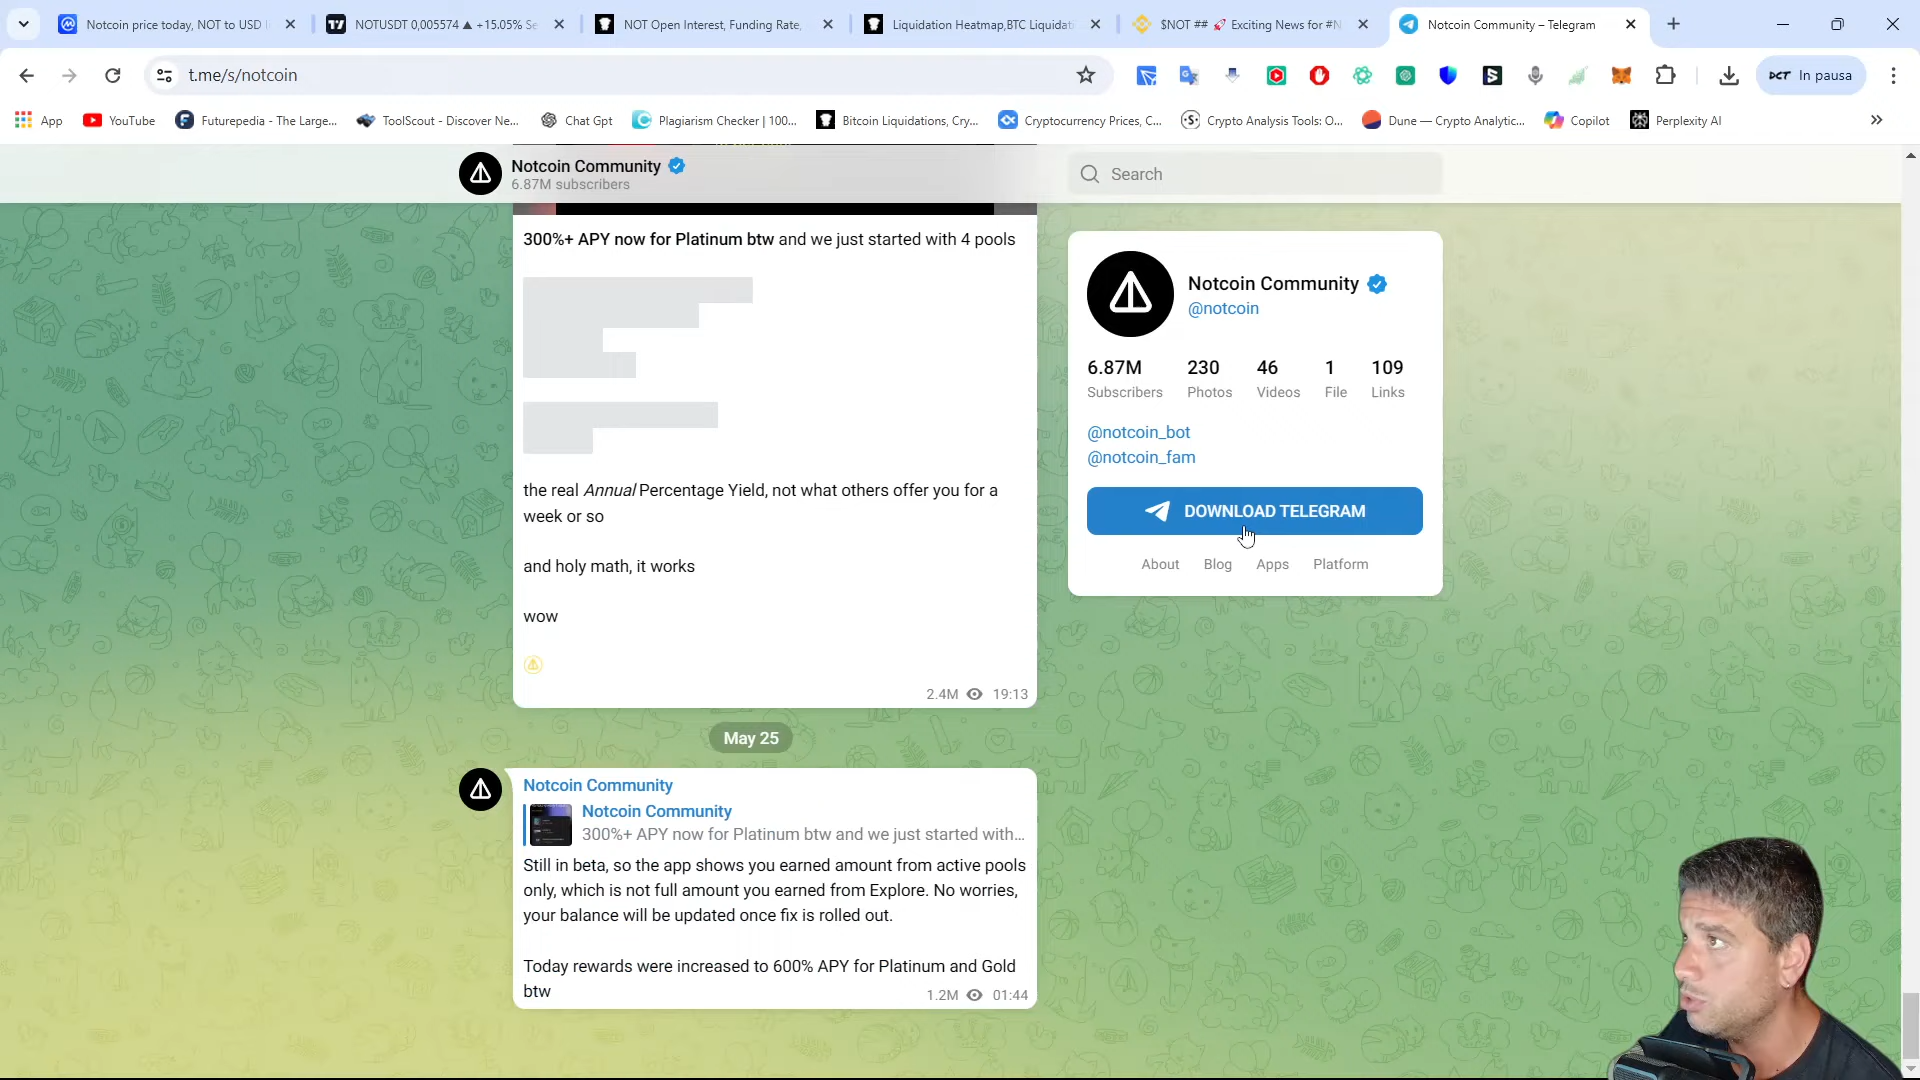 Notcoin price today, NOT to USD l
NOTUSDT 0,005574 ▲ +15.05% Se
NOT Open Interest, Funding Rate,
Liquidation Heatmap,BTC Liquidati
$NOT ## 🚀 Exciting News for #N
Notcoin Community – Telegram
t.me/s/notcoin
In pausa
App
YouTube
Futurepedia - The Large...
ToolScout - Discover Ne...
Chat Gpt
Plagiarism Checker | 100...
Bitcoin Liquidations, Cry...
Cryptocurrency Prices, C...
Crypto Analysis Tools: O...
Dune — Crypto Analytic...
Copilot
Perplexity AI
Notcoin Community
6.87M subscribers
Search
300%+ APY now for Platinum btw and we just started with 4 pools
the real Annual Percentage Yield, not what others offer you for a
week or so
and holy math, it works
wow
2.4M 19:13
May 25
Notcoin Community
Notcoin Community
300%+ APY now for Platinum btw and we just started with...
Still in beta, so the app shows you earned amount from active pools
only, which is not full amount you earned from Explore. No worries,
your balance will be updated once fix is rolled out.
Today rewards were increased to 600% APY for Platinum and Gold
btw
1.2M 01:44
Notcoin Community
@notcoin
6.87M 230 46 1 109
Subscribers Photos Videos File Links
@notcoin_bot
@notcoin_fam
DOWNLOAD TELEGRAM
About Blog Apps Platform